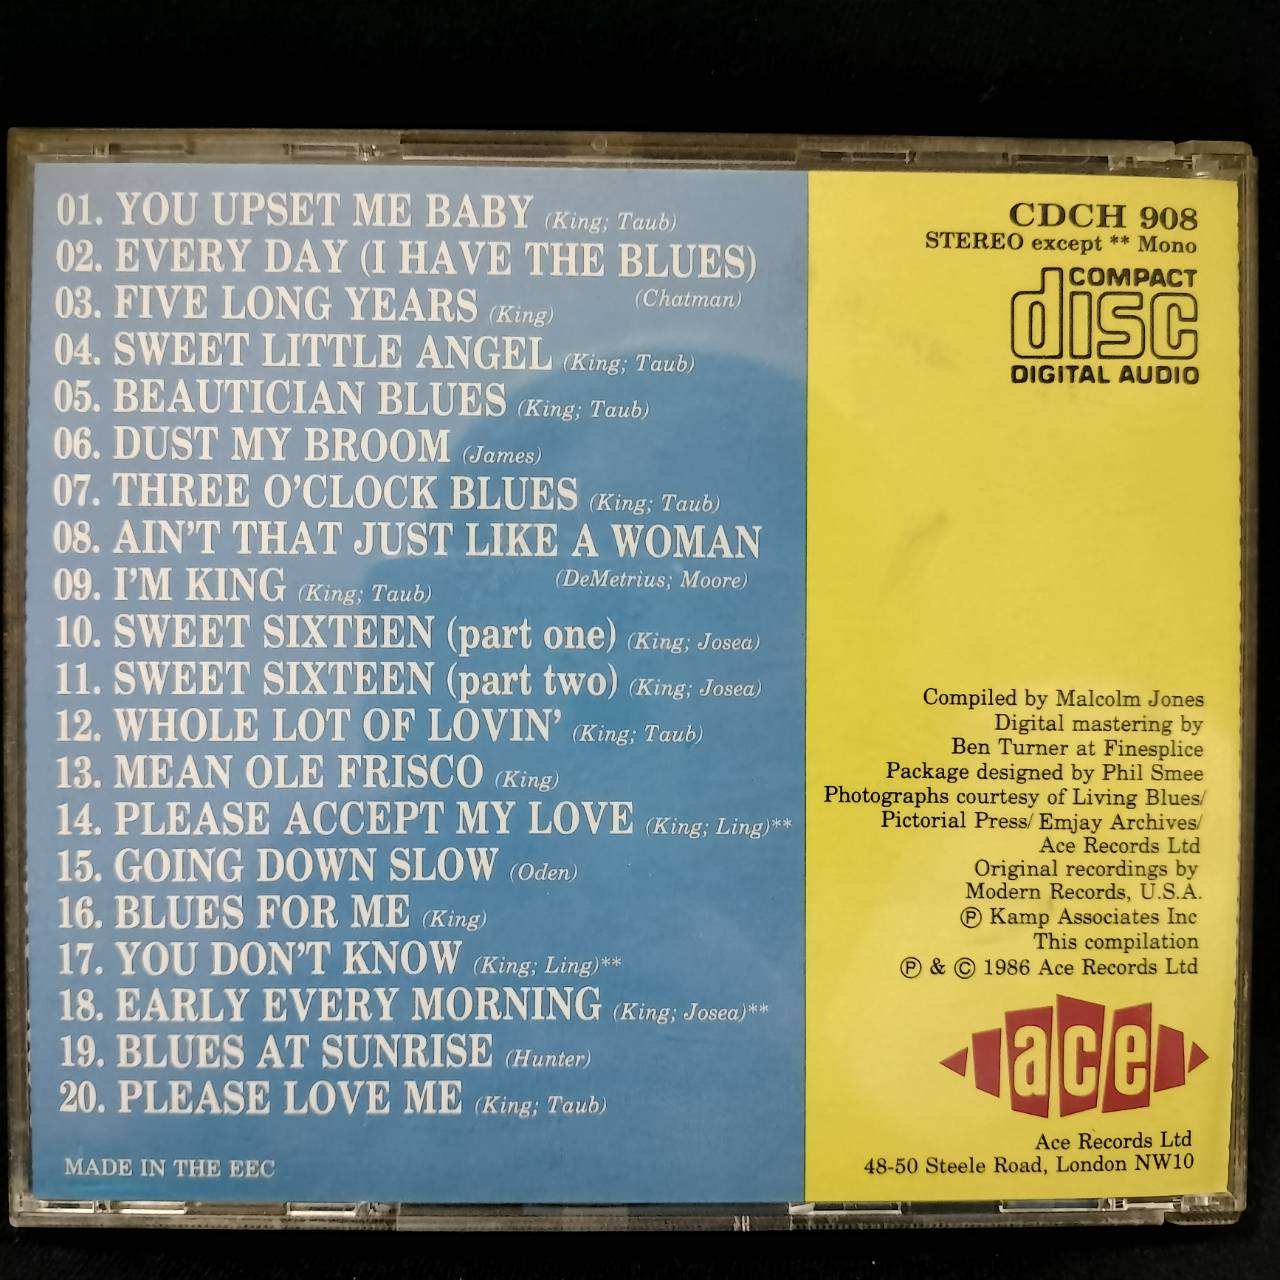 01. YOU UPSET ME BABY (King; Taub)
02. EVERY DAY (I HAVE THE BLUES)
(Chatman)
03. FIVE LONG YEARS (King)
04. SWEET LITTLE ANGEL (King; Taub)
05. BEAUTICIAN BLUES (King; Taub)
06. DUST MY BROOM (James)
07. THREE O'CLOCK BLUES (King; Taub)
08. AIN'T THAT JUST LIKE A WOMAN
(DeMetrius; Moore)
09. I'M KING (King; Taub)
10. SWEET SIXTEEN (part one) (King; Josea)
11. SWEET SIXTEEN (part two) (King; Josea)
12. WHOLE LOT OF LOVIN' (King; Taub)
13. MEAN OLE FRISCO (King)
14. PLEASE ACCEPT MY LOVE (King; Ling)**
15. GOING DOWN SLOW (Oden)
16. BLUES FOR ME (King)
17. YOU DON'T KNOW (King; Ling)**
18. EARLY EVERY MORNING (King; Josea)**
19. BLUES AT SUNRISE (Hunter)
20. PLEASE LOVE ME (King; Taub)
MADE IN THE EEC
CDCH 908
STEREO except ** Mono
COMPACT
disc
DIGITAL AUDIO
Compiled by Malcolm Jones
Digital mastering by
Ben Turner at Finesplice
Package designed by Phil Smee
Photographs courtesy of Living Blues/
Pictorial Press/ Emjay Archives/
Ace Records Ltd
Original recordings by
Modern Records, U.S.A.
Ⓟ Kamp Associates Inc
This compilation
Ⓟ & © 1986 Ace Records Ltd
ace
Ace Records Ltd
48-50 Steele Road, London NW10